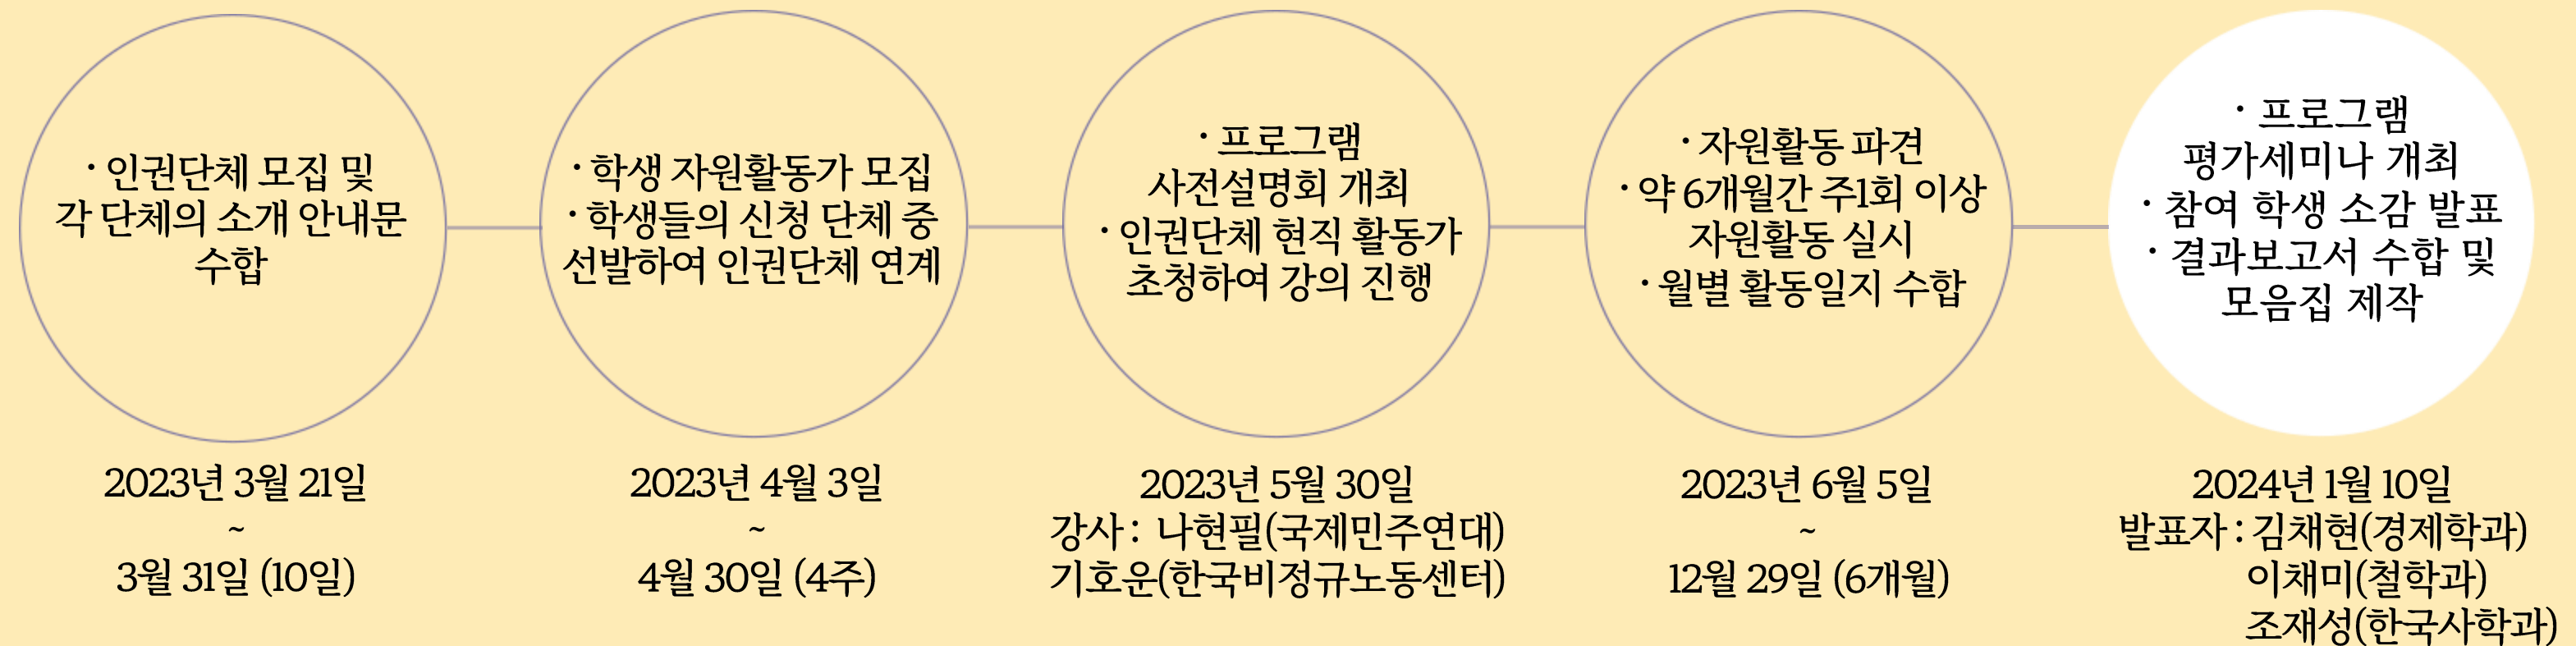 · 인권단체 모집 및
각 단체의 소개 안내문
수합
2023년 3월 21일
~
3월 31일 (10일)
· 학생 자원활동가 모집
· 학생들의 신청 단체 중
선발하여 인권단체 연계
2023년 4월 3일
~
4월 30일 (4주)
· 프로그램
사전설명회 개최
· 인권단체 현직 활동가
초청하여 강의 진행
2023년 5월 30일
강사 : 나현필(국제민주연대)
기호운(한국비정규노동센터)
· 자원활동 파견
· 약 6개월간 주1회 이상
자원활동 실시
· 월별 활동일지 수합
2023년 6월 5일
~
12월 29일 (6개월)
· 프로그램
평가세미나 개최
· 참여 학생 소감 발표
· 결과보고서 수합 및
모음집 제작
2024년 1월 10일
발표자 : 김채현(경제학과)
이채미(철학과)
조재성(한국사학과)